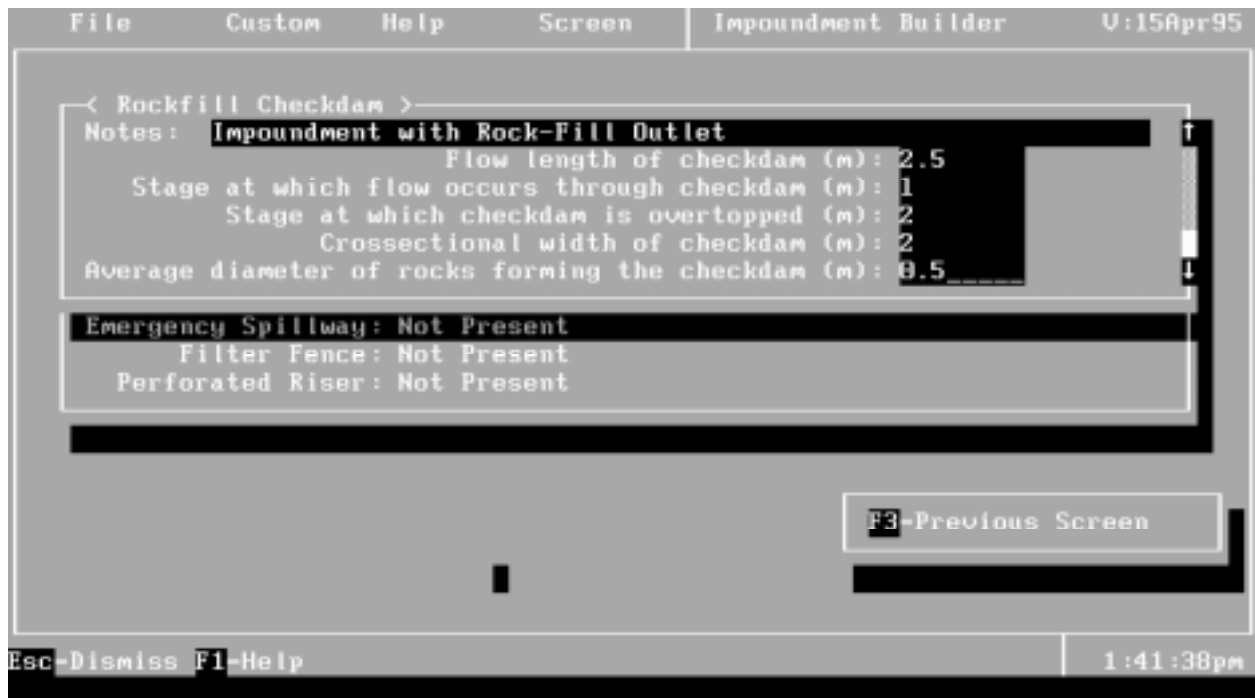 File Custom Help Screen Impoundment Builder V:15Apr95
< Rockfill Checkdam >
Notes: Impoundment with Rock-Fill Outlet
Flow length of checkdam (m): 2.5
Stage at which flow occurs through checkdam (m): 1
Stage at which checkdam is overtopped (m): 2
Crossectional width of checkdam (m): 2
Average diameter of rocks forming the checkdam (m): 0.5_____
Emergency Spillway: Not Present
Filter Fence: Not Present
Perforated Riser: Not Present
F3-Previous Screen
Esc-Dismiss F1-Help 1:41:38pm